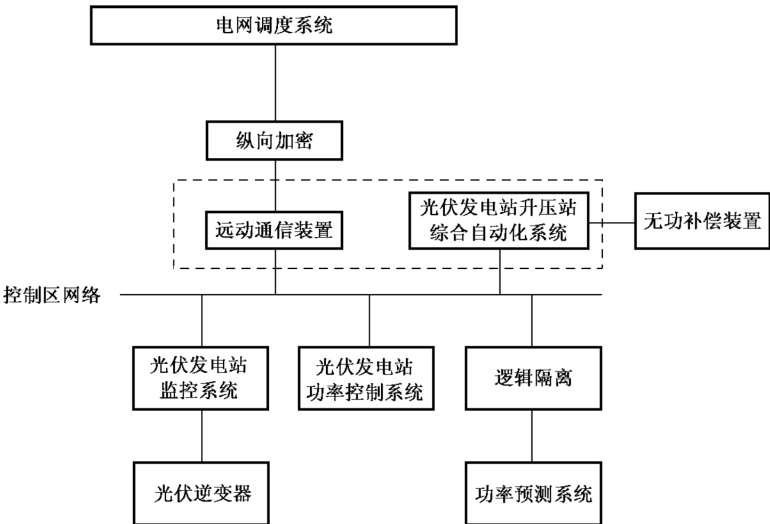 电网调度系统
纵向加密
远动通信装置
光伏发电站升压站
综合自动化系统
无功补偿装置
控制区网络
光伏发电站
监控系统
光伏发电站
功率控制系统
逻辑隔离
光伏逆变器
功率预测系统